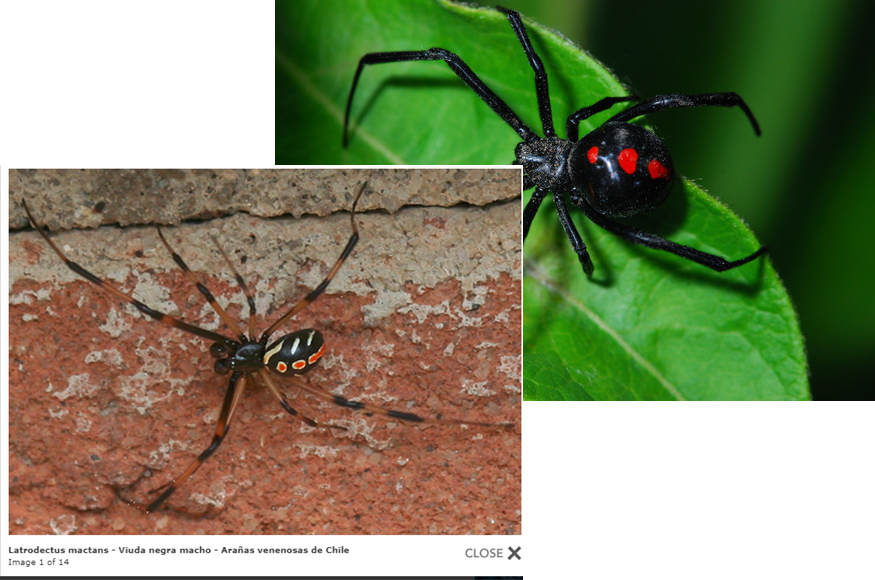 Latrodectus mactans - Viuda negra macho - Arañas venenosas de Chile
CLOSE
Image 1 of 14